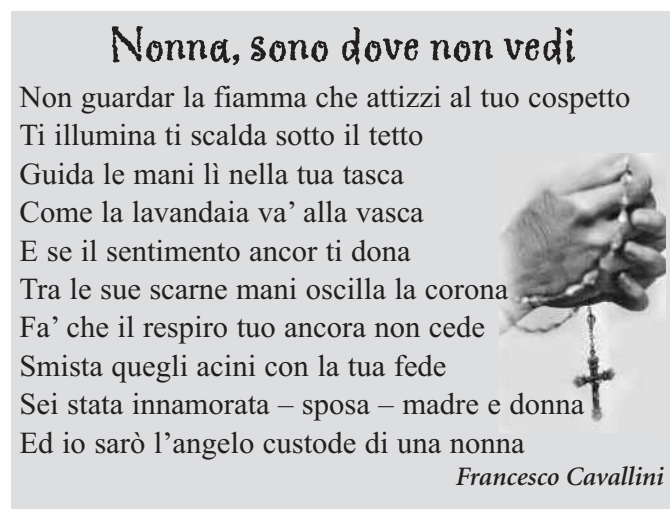 Nonna, sono dove non vedi
Non guardar la fiamma che attizzi al tuo cospetto
Ti illumina ti scalda sotto il tetto
Guida le mani lì nella tua tasca
Come la lavandaia va’ alla vasca
E se il sentimento ancor ti dona
Tra le sue scarne mani oscilla la corona
Fa’ che il respiro tuo ancora non cede
Smista quegli acini con la tua fede
Sei stata innamorata – sposa – madre e donna
Ed io sarò l’angelo custode di una nonna
Francesco Cavallini